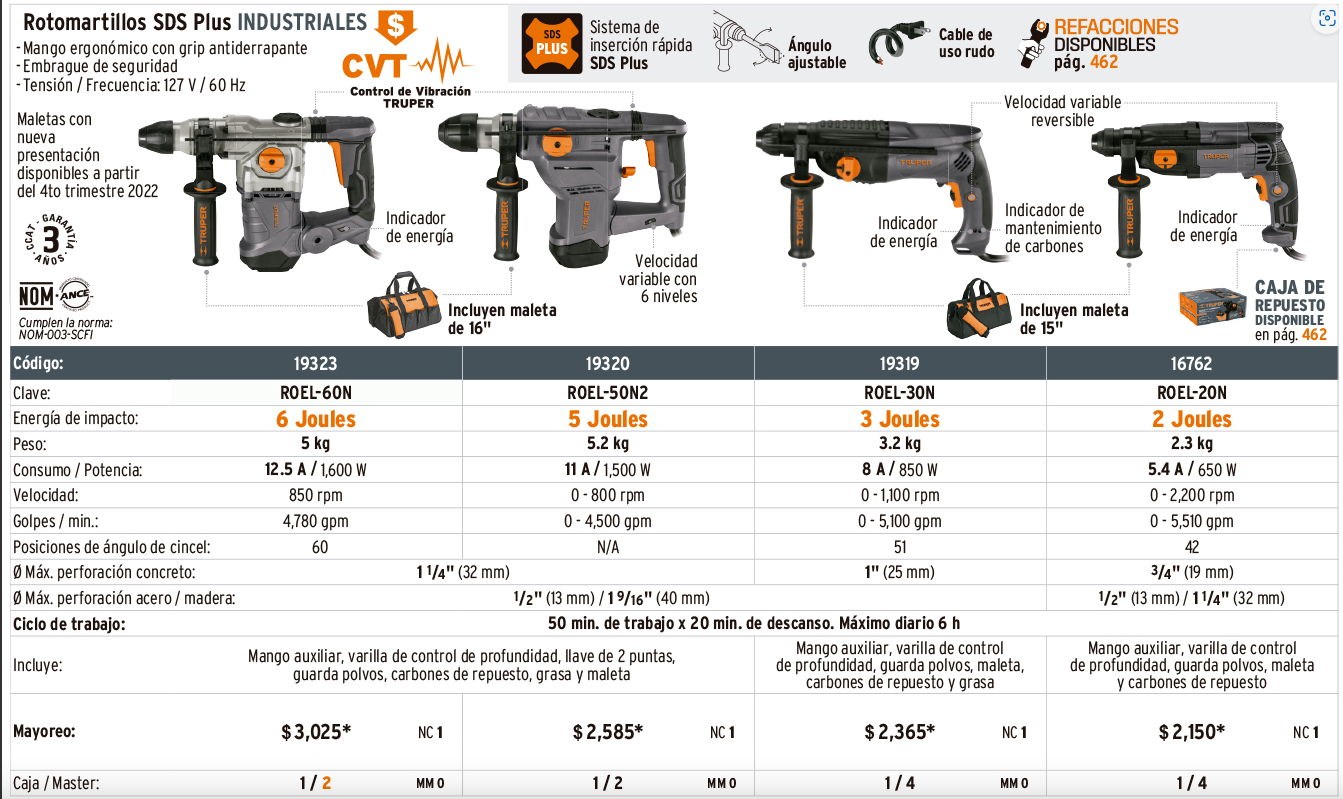 Rotomartillos SDS Plus INDUSTRIALES
- Mango ergonómico con grip antiderrapante
- Embrague de seguridad
- Tensión / Frecuencia: 127 V / 60 Hz
$
CVT
Control de Vibración
TRUPER
SDS
PLUS
Sistema de
inserción rápida
SDS Plus
Ángulo
ajustable
Cable de
uso rudo
REFACCIONES
DISPONIBLES
pág. 462
Maletas con
nueva
presentación
disponibles a partir
del 4to trimestre 2022
CCAT - GARANTÍA
3
AÑOS
NOM
ANCE
Cumplen la norma:
NOM-003-SCFI
TRUPER
TRUPER
TRUPER
TRUPER
TRUPER
TRUPER
Indicador
de energía
Velocidad
variable con
6 niveles
Incluyen maleta
de 16"
Velocidad variable
reversible
Indicador
de energía
Indicador de
mantenimiento
de carbones
Indicador
de energía
Incluyen maleta
de 15"
CAJA DE
REPUESTO
DISPONIBLE
en pág. 462
Código: 19323 19320 19319 16762
Clave: ROEL-60N ROEL-50N2 ROEL-30N ROEL-20N
Energía de impacto: 6 Joules 5 Joules 3 Joules 2 Joules
Peso: 5 kg 5.2 kg 3.2 kg 2.3 kg
Consumo / Potencia: 12.5 A / 1,600 W 11 A / 1,500 W 8 A / 850 W 5.4 A / 650 W
Velocidad: 850 rpm 0 - 800 rpm 0 - 1,100 rpm 0 - 2,200 rpm
Golpes / min.: 4,780 gpm 0 - 4,500 gpm 0 - 5,100 gpm 0 - 5,510 gpm
Posiciones de ángulo de cincel: 60 N/A 51 42
Ø Máx. perforación concreto: 1 1/4" (32 mm) 1" (25 mm) 3/4" (19 mm)
Ø Máx. perforación acero / madera: 1/2" (13 mm) / 1 9/16" (40 mm) 1/2" (13 mm) / 1 1/4" (32 mm)
Ciclo de trabajo: 50 min. de trabajo x 20 min. de descanso. Máximo diario 6 h
Incluye:
Mango auxiliar, varilla de control de profundidad, llave de 2 puntas,
guarda polvos, carbones de repuesto, grasa y maleta
Mango auxiliar, varilla de control
de profundidad, guarda polvos, maleta,
carbones de repuesto y grasa
Mango auxiliar, varilla de control
de profundidad, guarda polvos, maleta
y carbones de repuesto
Mayoreo: $ 3,025* NC 1 $ 2,585* NC 1 $ 2,365* NC 1 $ 2,150* NC 1
Caja / Master: 1 / 2 MM 0 1 / 2 MM 0 1 / 4 MM 0 1 / 4 MM 0